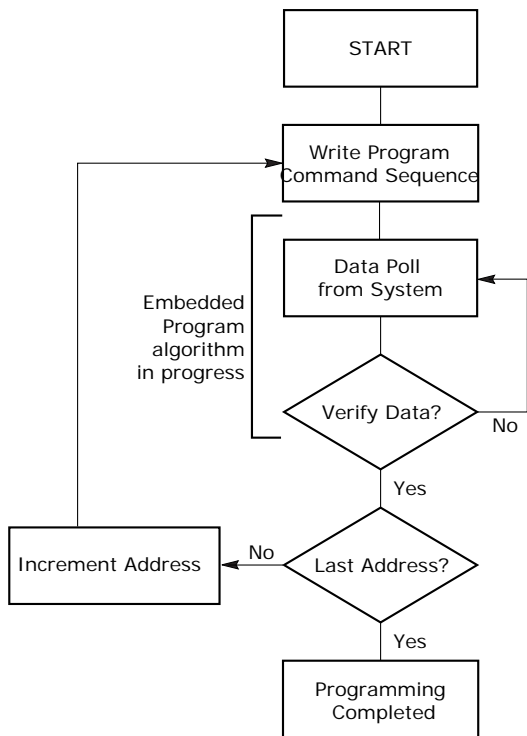 START
Write Program
Command Sequence
Data Poll
from System
Embedded
Program
algorithm
in progress
Verify Data?
No
Yes
Increment Address
No
Last Address?
Yes
Programming
Completed